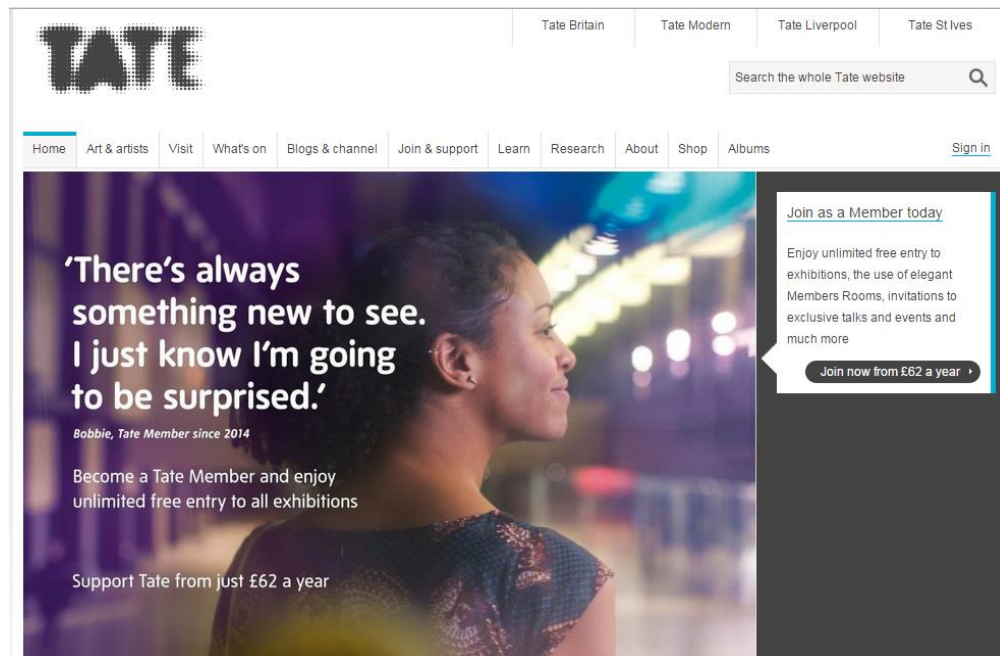 TATE
Tate Britain
Tate Modern
Tate Liverpool
Tate St Ives
Search the whole Tate website
Home
Art & artists
Visit
What's on
Blogs & channel
Join & support
Learn
Research
About
Shop
Albums
Sign in
‘There’s always
something new to see.
I just know I’m going
to be surprised.’
Bobbie, Tate Member since 2014
Become a Tate Member and enjoy
unlimited free entry to all exhibitions
Support Tate from just £62 a year
Join as a Member today
Enjoy unlimited free entry to
exhibitions, the use of elegant
Members Rooms, invitations to
exclusive talks and events and
much more
Join now from £62 a year